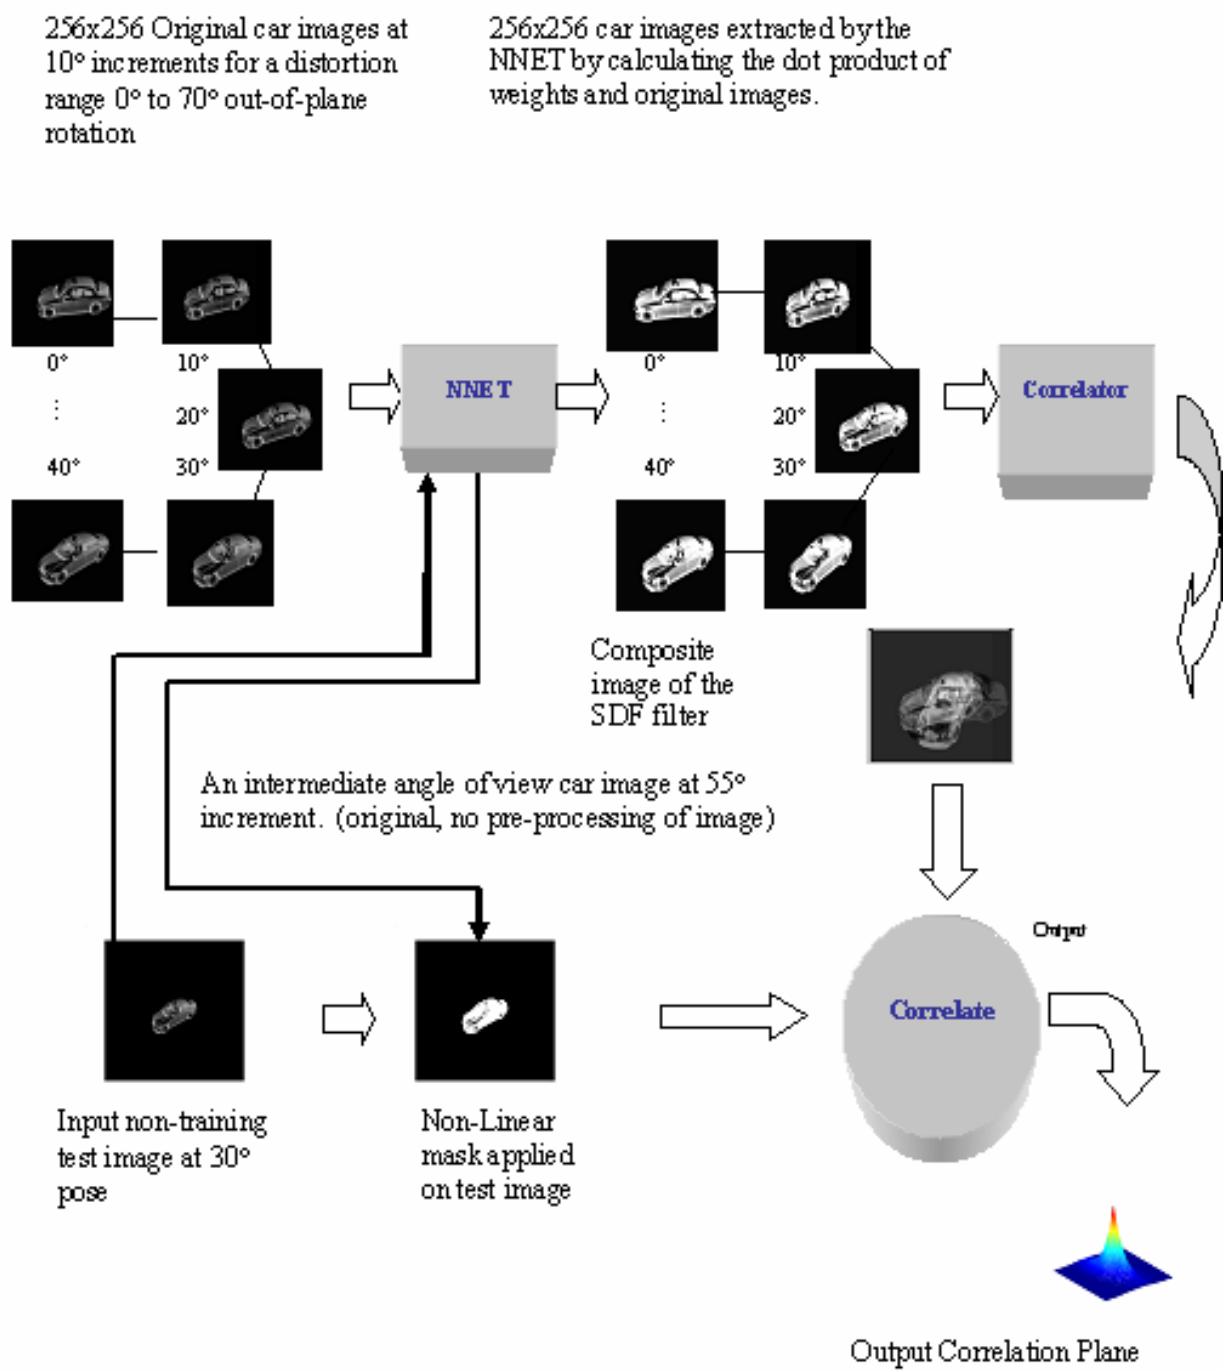 256x256 Original car images at
10° increments for a distortion
range 0° to 70° out-of-plane
rotation
256x256 car images extracted by the
NNET by calculating the dot product of
weights and original images.
0°
10°
⋮
20°
40°
30°
NNET
0°
10°
⋮
20°
40°
30°
Correlator
Composite
image of the
SDF filter
An intermediate angle of view car image at 55°
increment. (original, no pre-processing of image)
Output
Correlate
Input non-training
test image at 30°
pose
Non-Linear
mask applied
on test image
Output Correlation Plane